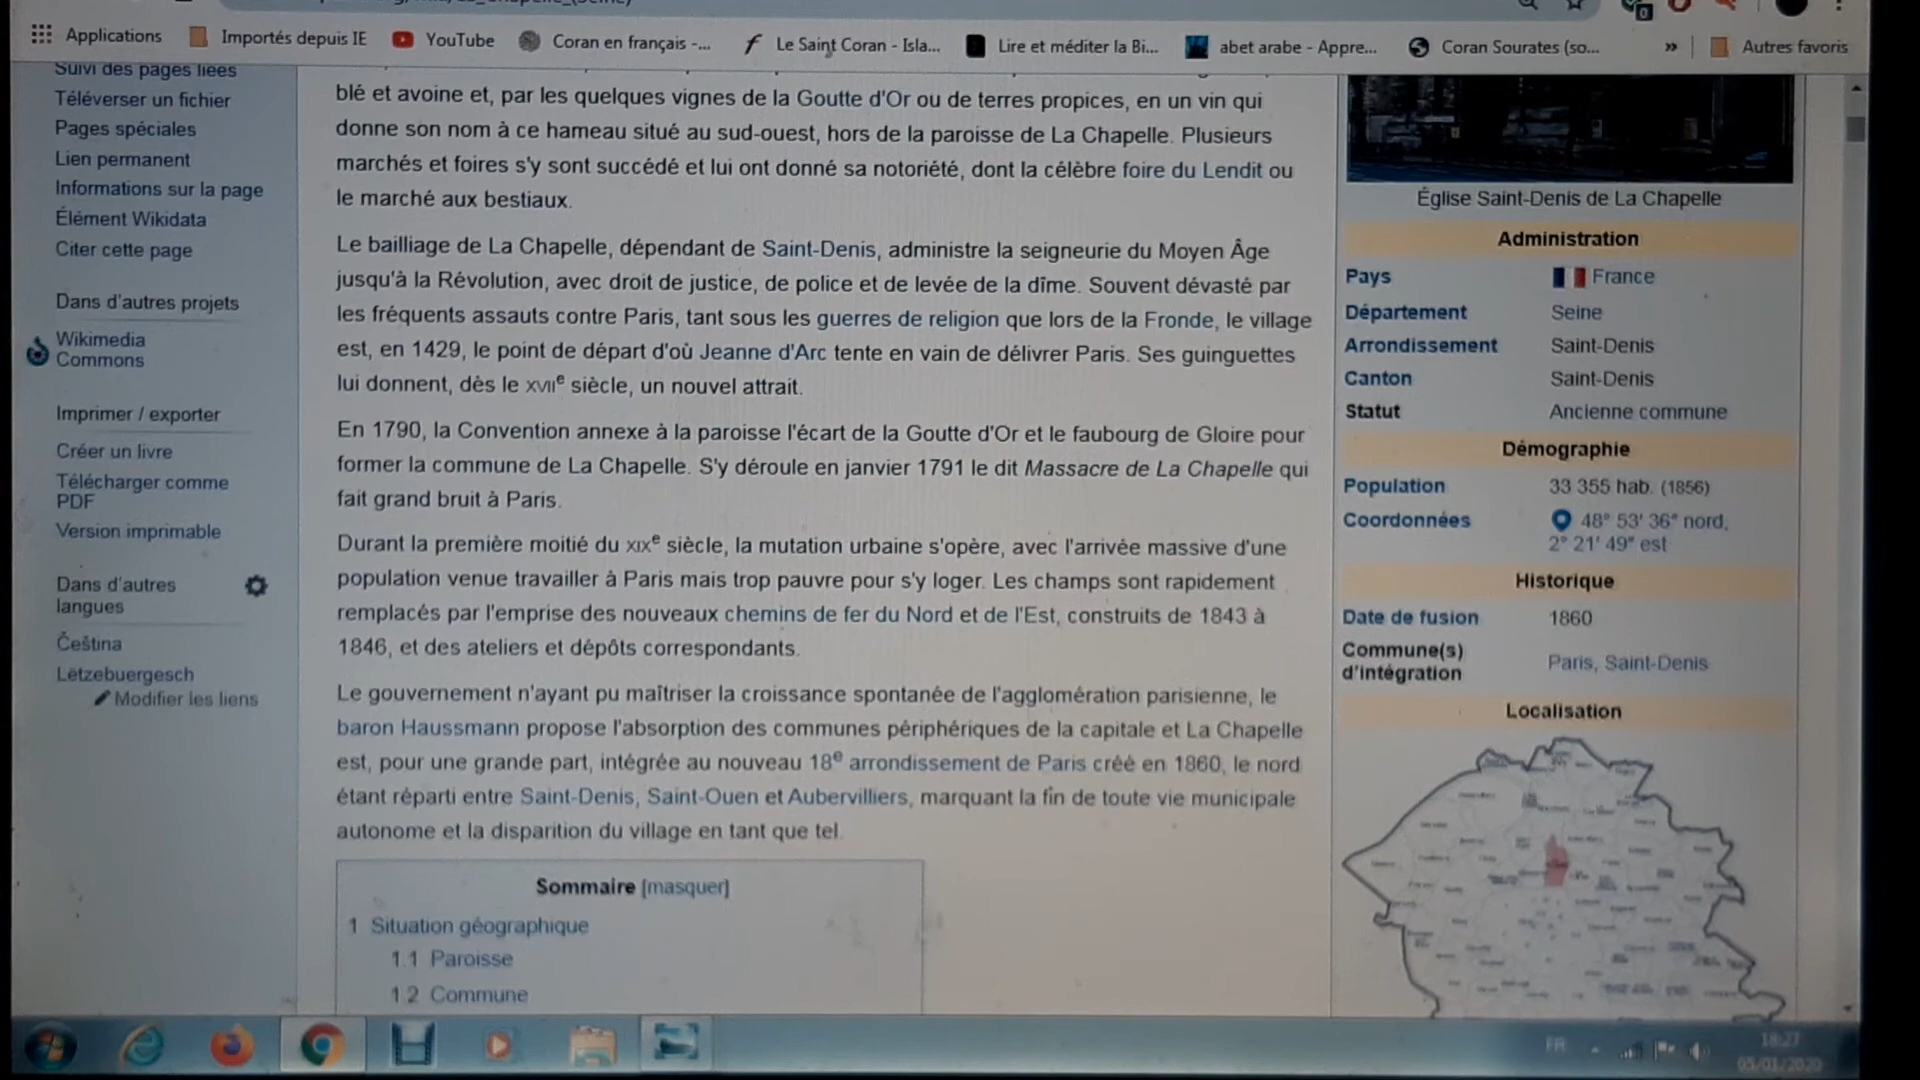 Applications
Importés depuis IE
YouTube
Coran en français -...
Le Saint Coran - Isla...
Lire et méditer la Bi...
abet arabe - Appre...
Coran Sourates (so...
»
Autres favoris
0
Suivi des pages liées
Téléverser un fichier
Pages spéciales
Lien permanent
Informations sur la page
Élément Wikidata
Citer cette page
Dans d'autres projets
Wikimedia
Commons
Imprimer / exporter
Créer un livre
Télécharger comme
PDF
Version imprimable
Dans d'autres
langues
Čeština
Lëtzebuergesch
Modifier les liens
blé et avoine et, par les quelques vignes de la Goutte d'Or ou de terres propices, en un vin qui
donne son nom à ce hameau situé au sud-ouest, hors de la paroisse de La Chapelle. Plusieurs
marchés et foires s'y sont succédé et lui ont donné sa notoriété, dont la célèbre foire du Lendit ou
le marché aux bestiaux.
Le bailliage de La Chapelle, dépendant de Saint-Denis, administre la seigneurie du Moyen Âge
jusqu'à la Révolution, avec droit de justice, de police et de levée de la dîme. Souvent dévasté par
les fréquents assauts contre Paris, tant sous les guerres de religion que lors de la Fronde, le village
est, en 1429, le point de départ d'où Jeanne d'Arc tente en vain de délivrer Paris. Ses guinguettes
lui donnent, dès le XVIIe siècle, un nouvel attrait.
En 1790, la Convention annexe à la paroisse l'écart de la Goutte d'Or et le faubourg de Gloire pour
former la commune de La Chapelle. S'y déroule en janvier 1791 le dit Massacre de La Chapelle qui
fait grand bruit à Paris.
Durant la première moitié du XIXe siècle, la mutation urbaine s'opère, avec l'arrivée massive d'une
population venue travailler à Paris mais trop pauvre pour s'y loger. Les champs sont rapidement
remplacés par l'emprise des nouveaux chemins de fer du Nord et de l'Est, construits de 1843 à
1846, et des ateliers et dépôts correspondants.
Le gouvernement n'ayant pu maîtriser la croissance spontanée de l'agglomération parisienne, le
baron Haussmann propose l'absorption des communes périphériques de la capitale et La Chapelle
est, pour une grande part, intégrée au nouveau 18e arrondissement de Paris créé en 1860, le nord
étant réparti entre Saint-Denis, Saint-Ouen et Aubervilliers, marquant la fin de toute vie municipale
autonome et la disparition du village en tant que tel.
Sommaire [masquer]
1 Situation géographique
1.1 Paroisse
1.2 Commune
Église Saint-Denis de La Chapelle
Administration
Pays France
Département Seine
Arrondissement Saint-Denis
Canton Saint-Denis
Statut Ancienne commune
Démographie
Population 33 355 hab. (1856)
Coordonnées 48° 53′ 36″ nord,
2° 21′ 49″ est
Historique
Date de fusion 1860
Commune(s)
d'intégration Paris, Saint-Denis
Localisation
FR
18:27
05/01/2020